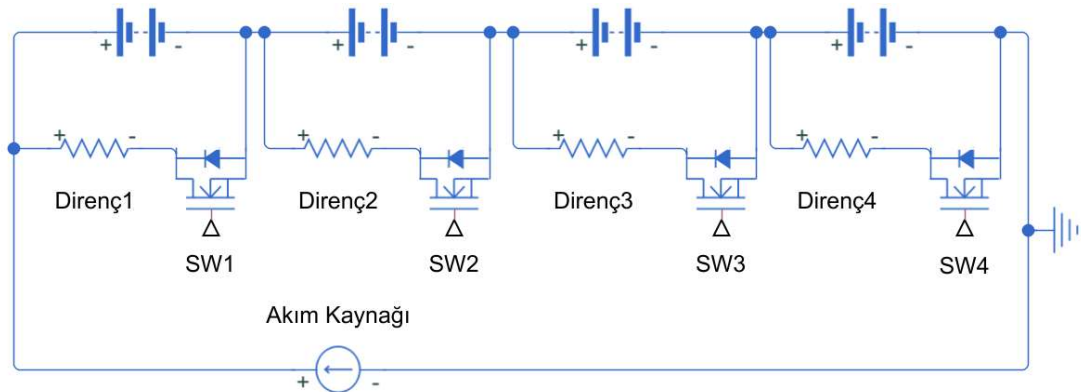 + - + - + - + -
+ - + - + - + -
Direnç1 Direnç2 Direnç3 Direnç4
SW1 SW2 SW3 SW4
Akım Kaynağı
+ -